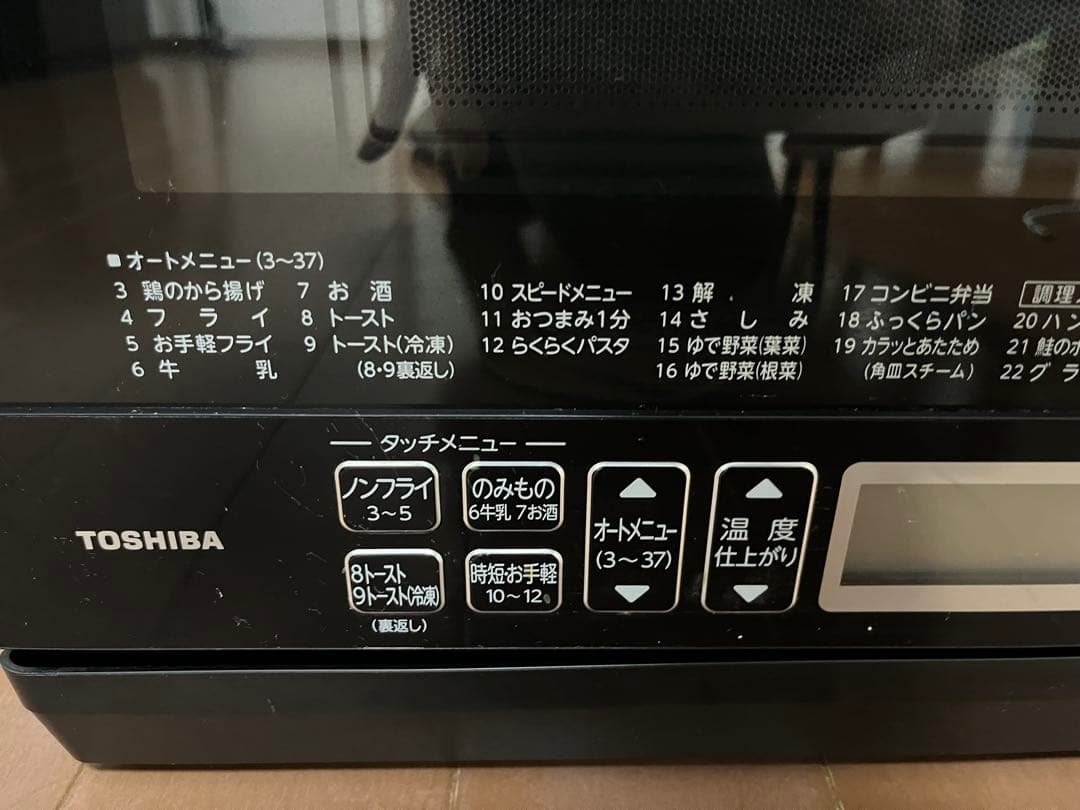 ■オートメニュー(3〜37)
3 鶏のから揚げ 7 お酒 10 スピードメニュー 13 解凍 17 コンビニ弁当 調理
4 フライ 8 トースト 11 おつまみ1分 14 さしみ 18 ふっくらパン 20 ハン
5 お手軽フライ 9 トースト(冷凍) 12 らくらくパスタ 15 ゆで野菜(葉菜) 19 カラッとあたため 21 鮭の
6 牛乳 (8・9裏返し) 16 ゆで野菜(根菜) (角皿スチーム) 22 グラ
タッチメニュー
ノンフライ
3〜5
のみもの
6牛乳 7お酒
オートメニュー
(3〜37)
温度
仕上がり
TOSHIBA
8トースト
9トースト(冷凍)
(裏返し)
時短・お手軽
10〜12